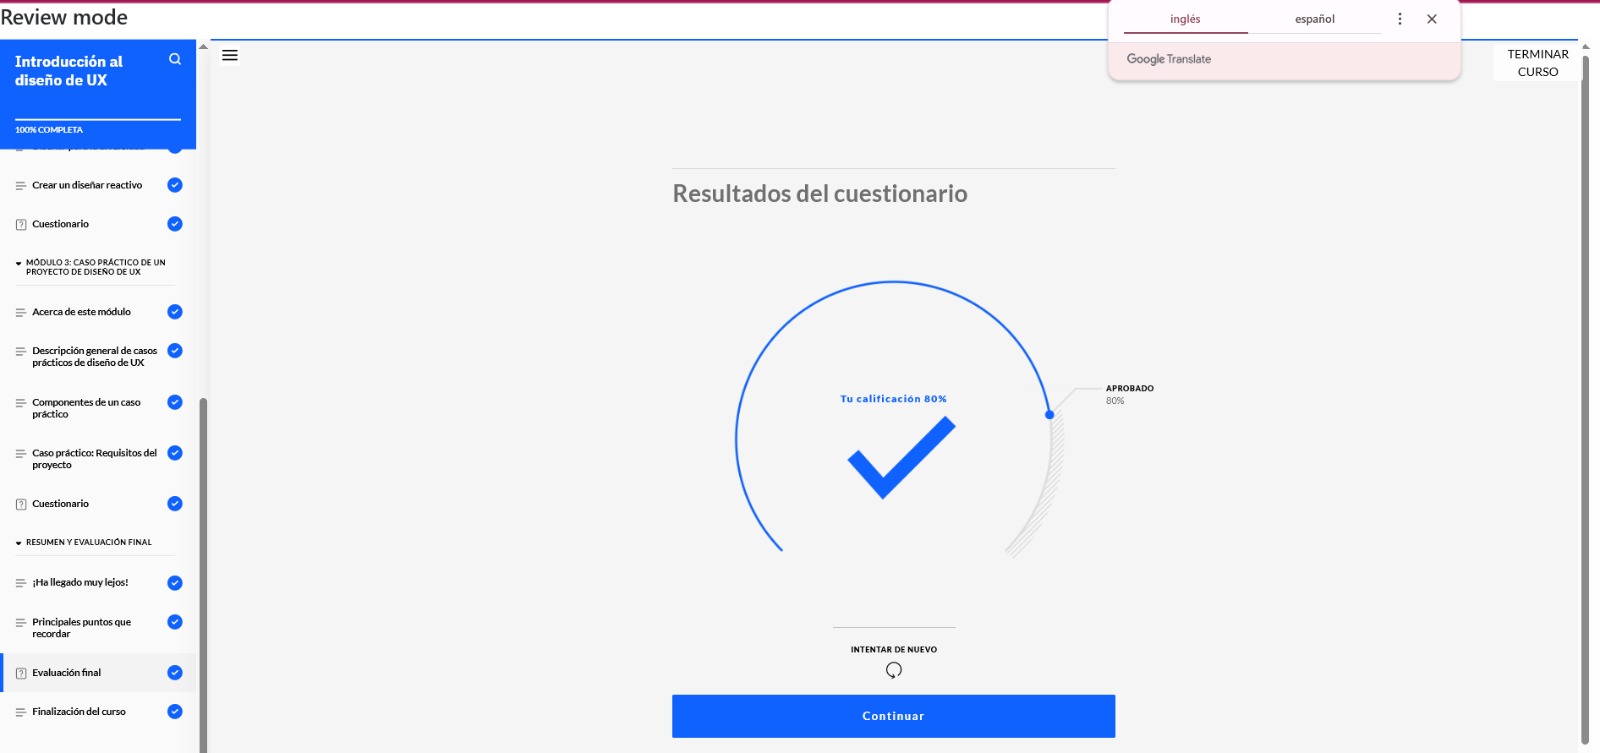 Review mode
inglés
español
Google Translate
TERMINAR
CURSO
Introducción al
diseño de UX
100% COMPLETA
Crear un diseñar reactivo
Cuestionario
MÓDULO 3: CASO PRÁCTICO DE UN
PROYECTO DE DISEÑO DE UX
Acerca de este módulo
Descripción general de casos
prácticos de diseño de UX
Componentes de un caso
práctico
Caso práctico: Requisitos del
proyecto
Cuestionario
RESUMEN Y EVALUACIÓN FINAL
¡Ha llegado muy lejos!
Principales puntos que
recordar
Evaluación final
Finalización del curso
Resultados del cuestionario
Tu calificación 80%
APROBADO
80%
INTENTAR DE NUEVO
Continuar